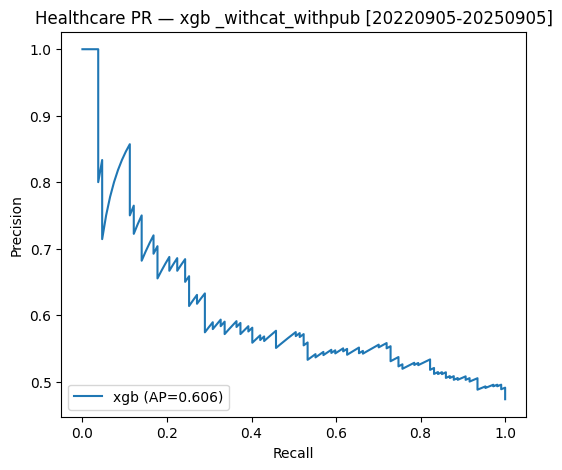 Healthcare PR — xgb _withcat_withpub [20220905-20250905]
1.0
0.9
0.8
0.7
0.6
0.5
Precision
xgb (AP=0.606)
0.0 0.2 0.4 0.6 0.8 1.0
Recall